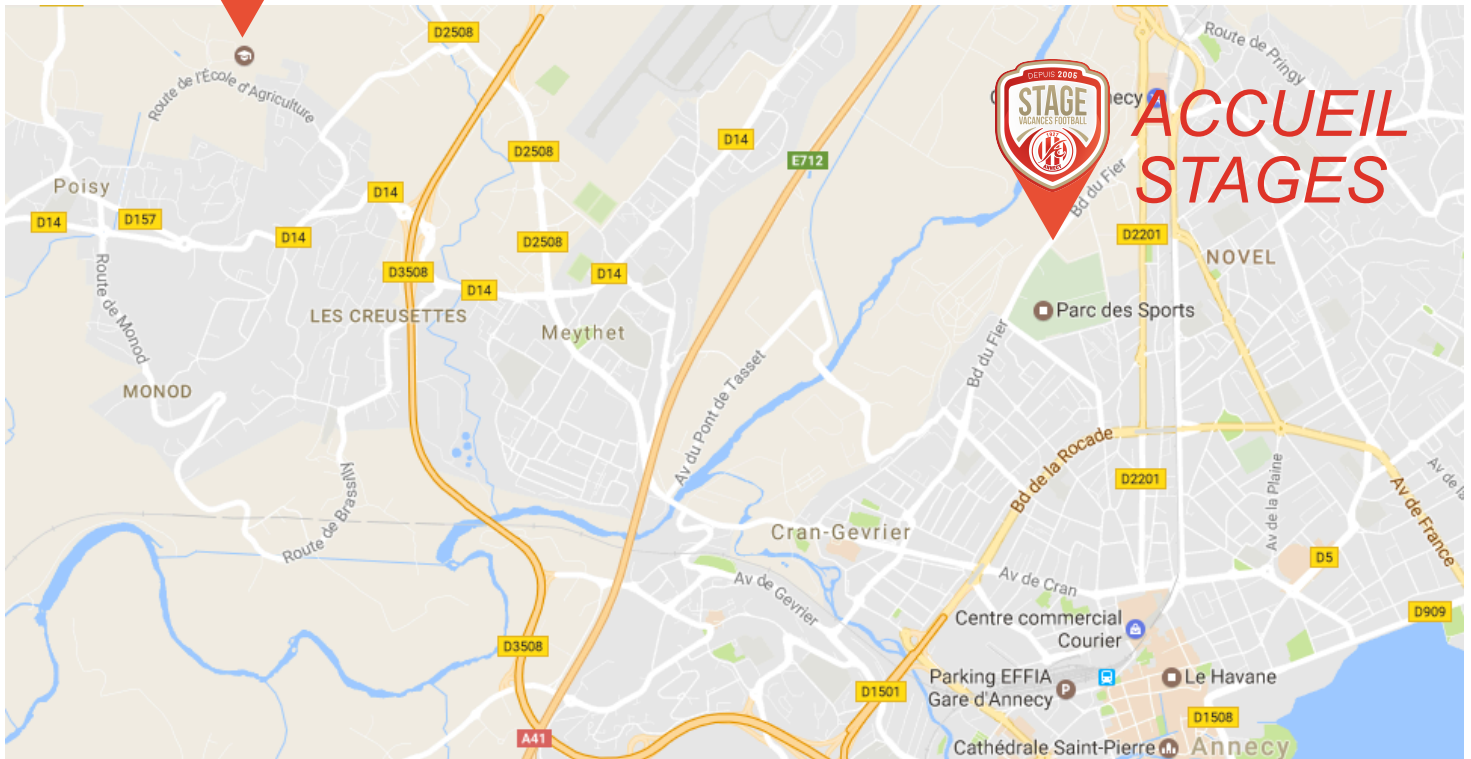 D2508
Route de Pringy
Route de l'École d'Agriculture
DEPUIS 2005
STAGE
VACANCES FOOTBALL
1927
ANNECY
ACCUEIL
STAGES
D14
D2508
E712
Poisy
D14
Bd du Fier
D14
D157
D14
D2508
D2201
D3508
D14
D14
NOVEL
Route de Monod
LES CREUSETTES
Meythet
Parc des Sports
Bd du Fier
MONOD
Av du Pont de Tasset
Bd de la Rocade
D2201
Av de la Plaine
Av de France
Route de Brassilly
Cran-Gevrier
D5
Av de Gevrier
Av de Cran
D909
Centre commercial
Courier
D3508
Parking EFFIA
Gare d'Annecy
P
Le Havane
D1501
D1508
A41
Cathédrale Saint-Pierre
Annecy